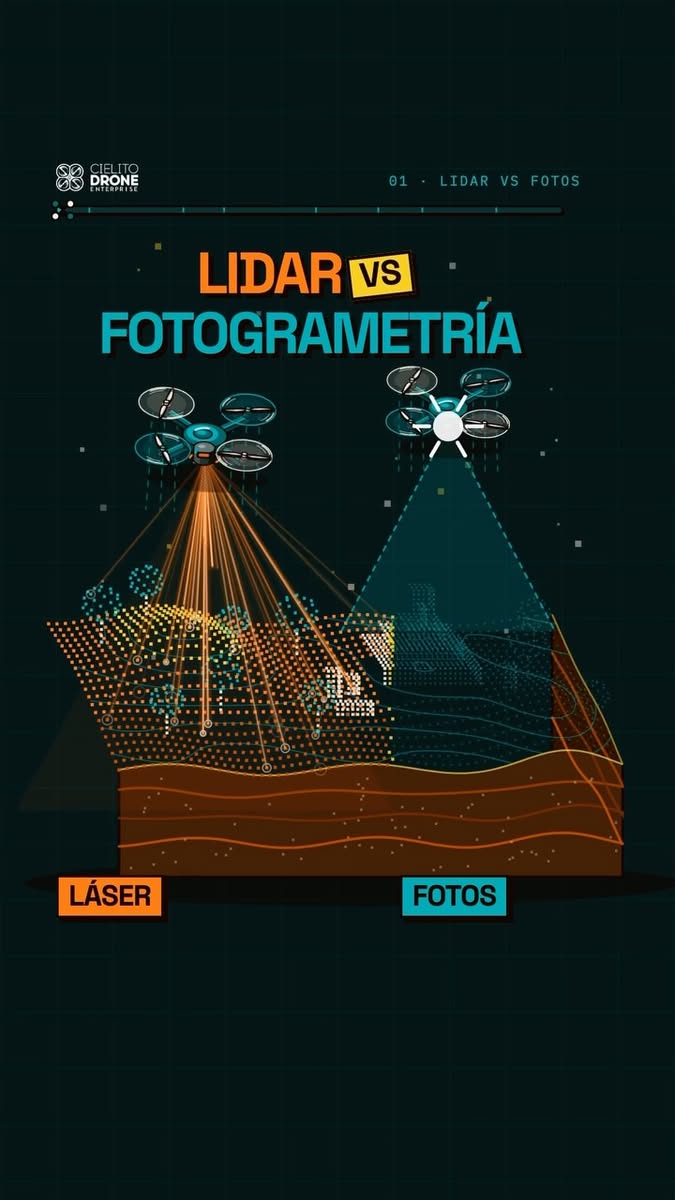 CIELITO
DRONE
ENTERPRISE
01 · LIDAR VS FOTOS
LIDAR VS
FOTOGRAMETRÍA
LÁSER
FOTOS